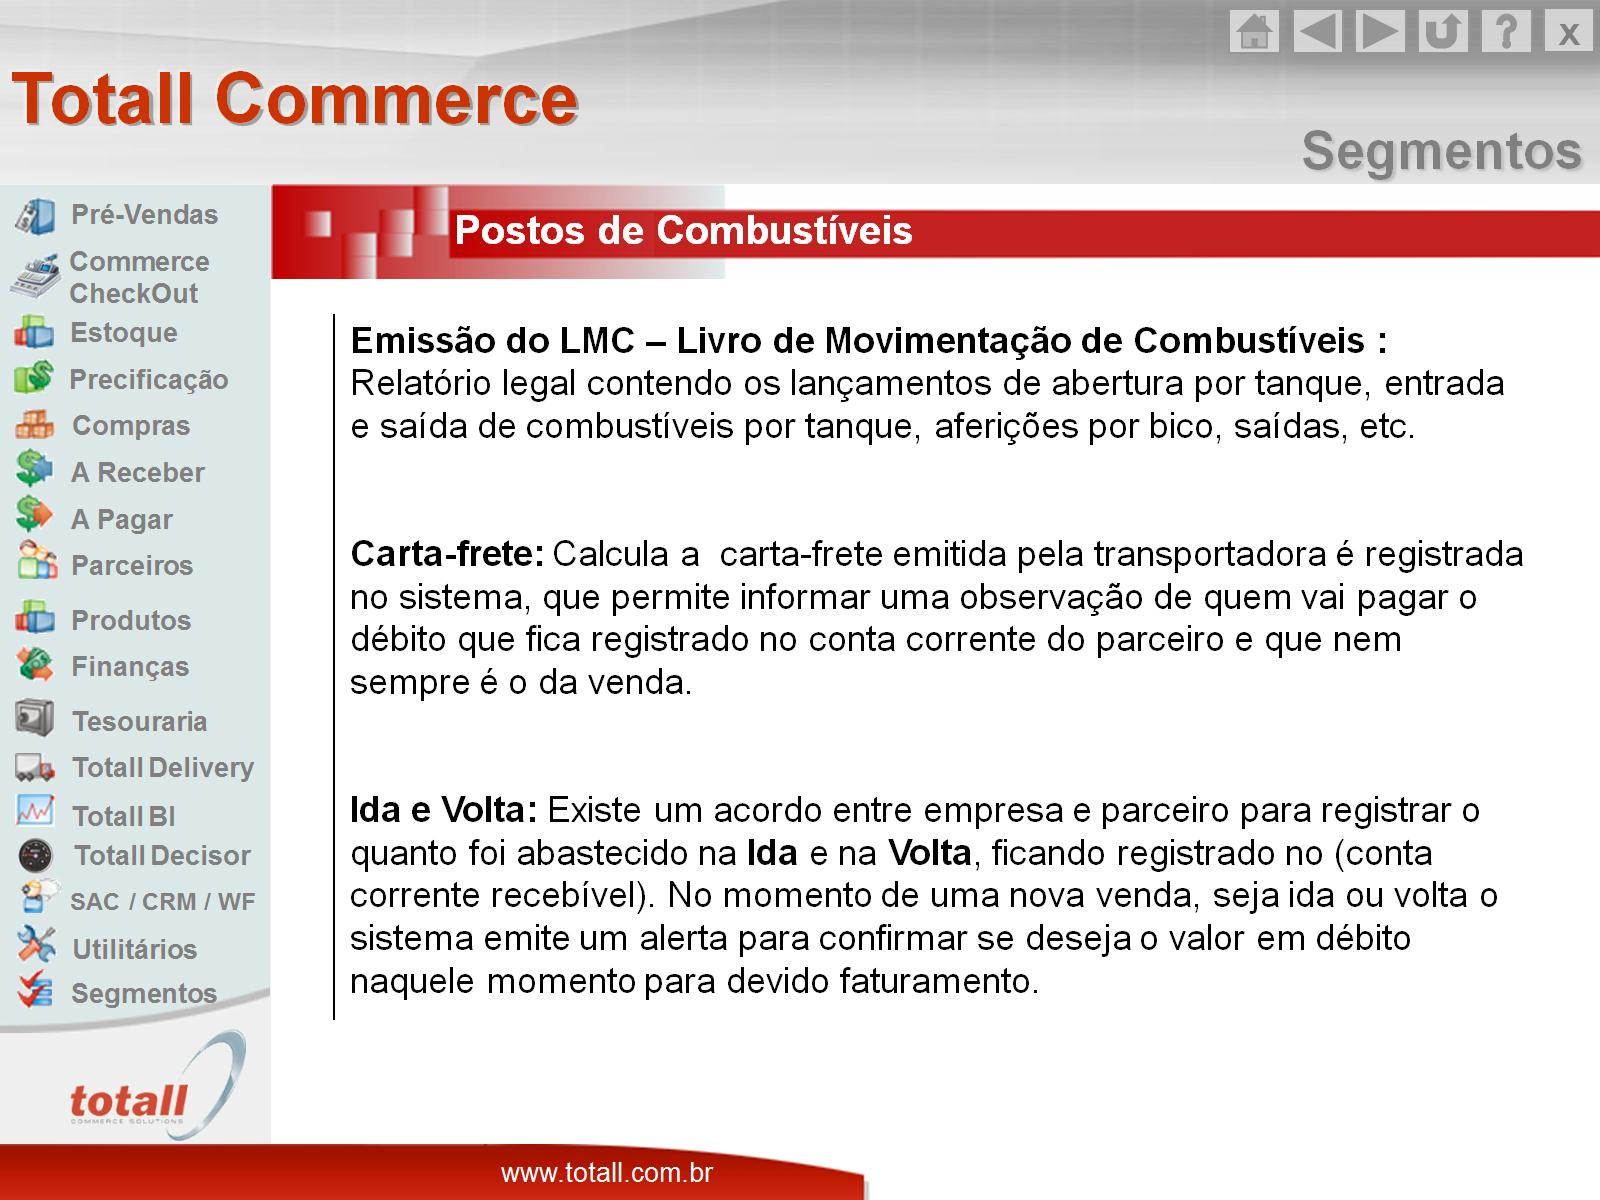 ? x
Totall Commerce
Segmentos
Pré-Vendas
Commerce
CheckOut
Estoque
Precificação
Compras
A Receber
A Pagar
Parceiros
Produtos
Finanças
Tesouraria
Totall Delivery
Totall BI
Totall Decisor
SAC / CRM / WF
Utilitários
Segmentos
totall
COMMERCE SOLUTIONS
Postos de Combustíveis
Emissão do LMC – Livro de Movimentação de Combustíveis :
Relatório legal contendo os lançamentos de abertura por tanque, entrada
e saída de combustíveis por tanque, aferições por bico, saídas, etc.
Carta-frete: Calcula a  carta-frete emitida pela transportadora é registrada
no sistema, que permite informar uma observação de quem vai pagar o
débito que fica registrado no conta corrente do parceiro e que nem
sempre é o da venda.
Ida e Volta: Existe um acordo entre empresa e parceiro para registrar o
quanto foi abastecido na Ida e na Volta, ficando registrado no (conta
corrente recebível). No momento de uma nova venda, seja ida ou volta o
sistema emite um alerta para confirmar se deseja o valor em débito
naquele momento para devido faturamento.
www.totall.com.br